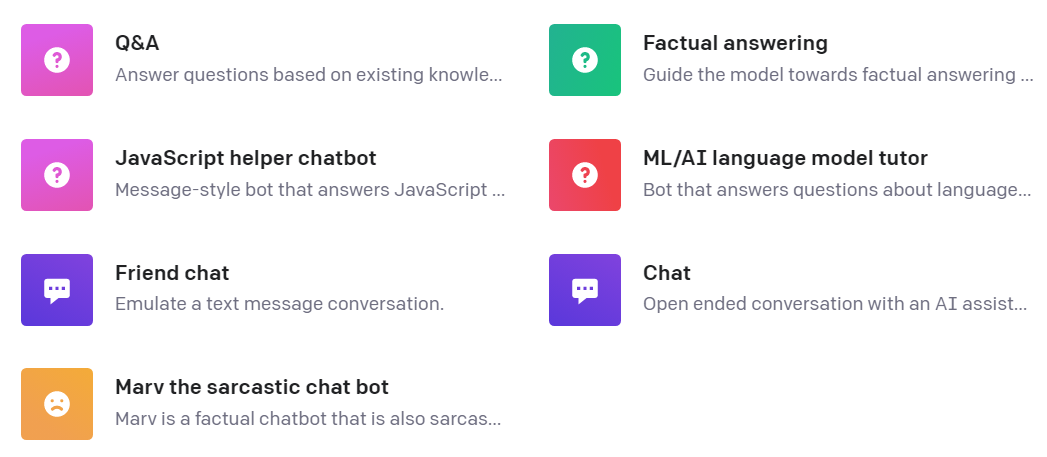 Q&A
Answer questions based on existing knowle...
Factual answering
Guide the model towards factual answering ...
JavaScript helper chatbot
Message-style bot that answers JavaScript ...
ML/AI language model tutor
Bot that answers questions about language...
Friend chat
Emulate a text message conversation.
Chat
Open ended conversation with an AI assist...
Marv the sarcastic chat bot
Marv is a factual chatbot that is also sarcas...